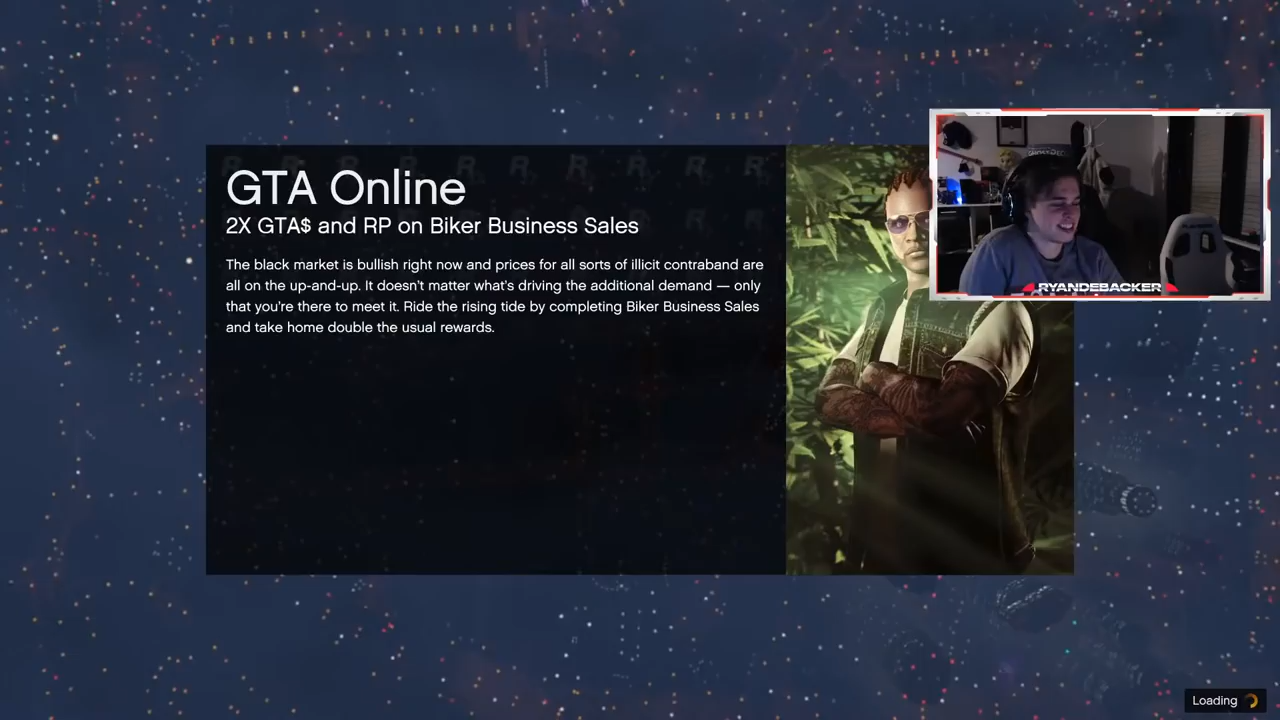 GTA Online
2X GTA$ and RP on Biker Business Sales
The black market is bullish right now and prices for all sorts of illicit contraband are
all on the up-and-up. It doesn't matter what's driving the additional demand — only
that you're there to meet it. Ride the rising tide by completing Biker Business Sales
and take home double the usual rewards.
RYANDEBACKER
Loading